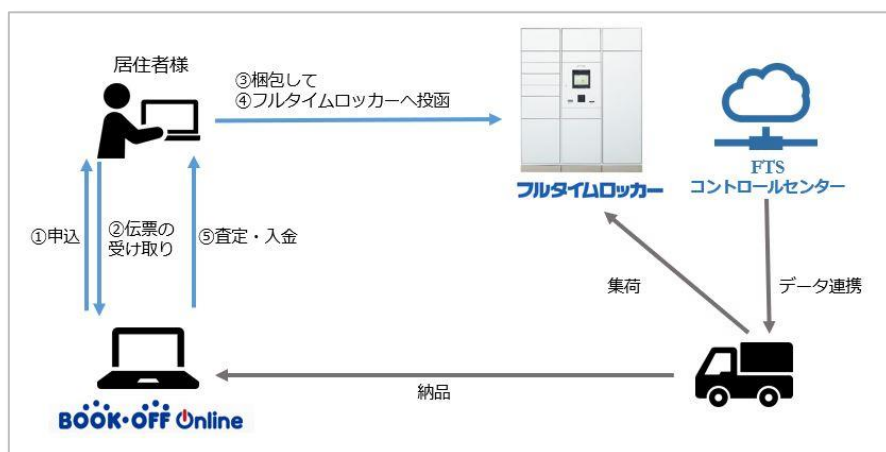 居住者様
③梱包して
④フルタイムロッカーへ投函
フルタイムロッカー
FTS
コントロールセンター
①申込
②伝票の
受け取り
⑤査定・入金
集荷
データ連携
納品
BOOK・OFF Online